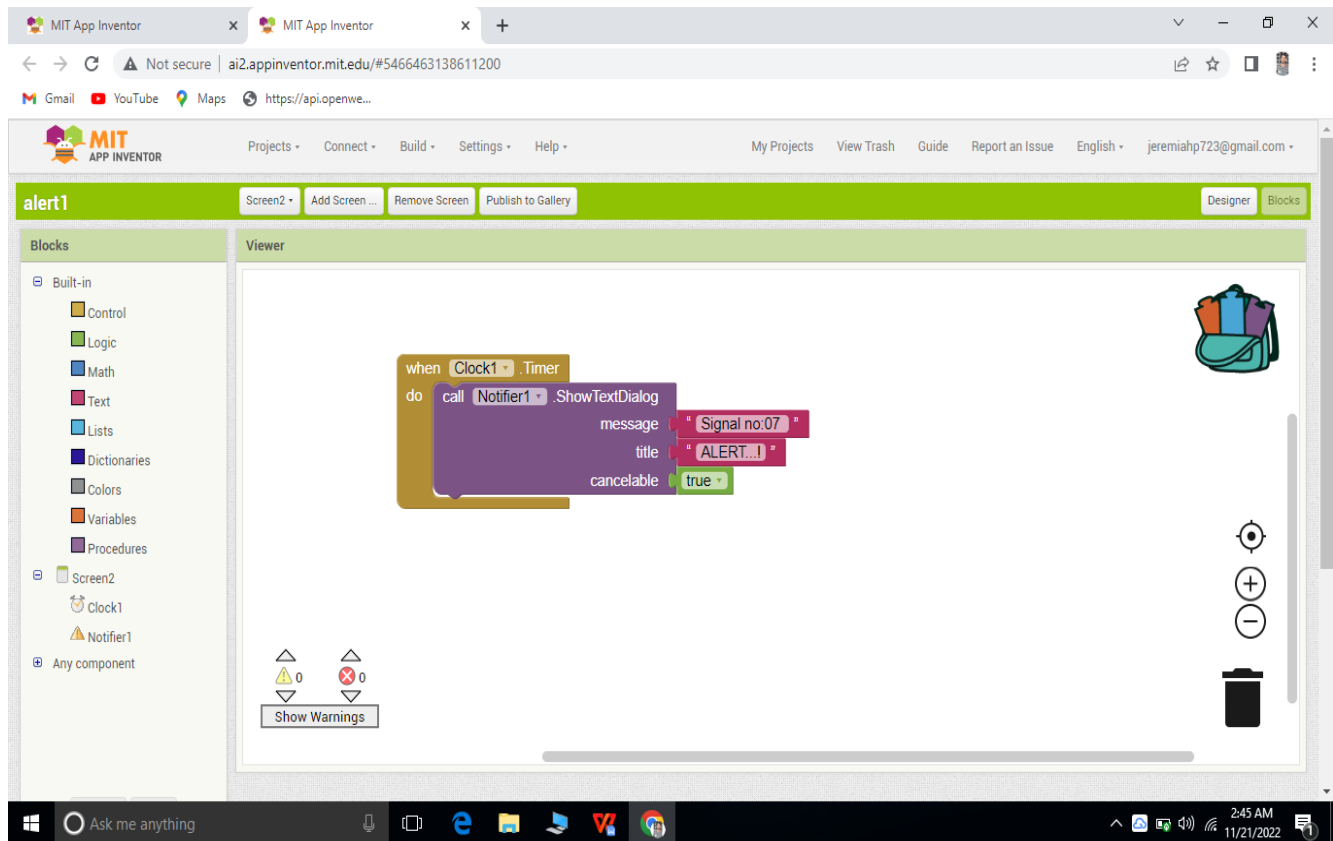 MIT App Inventor
MIT App Inventor
Not secure | ai2.appinventor.mit.edu/#5466463138611200
Gmail YouTube Maps https://api.openwe...
MIT APP INVENTOR
Projects Connect Build Settings Help My Projects View Trash Guide Report an Issue English jeremiahp723@gmail.com
alert1 Screen2 Add Screen ... Remove Screen Publish to Gallery Designer Blocks
Blocks Viewer
Built-in
Control
Logic
Math
Text
Lists
Dictionaries
Colors
Variables
Procedures
Screen2
Clock1
Notifier1
Any component
when Clock1 .Timer
do call Notifier1 .ShowTextDialog
message " Signal no:07 "
title " ALERT...! "
cancelable true
0 0
Show Warnings
Ask me anything
2:45 AM
11/21/2022
1